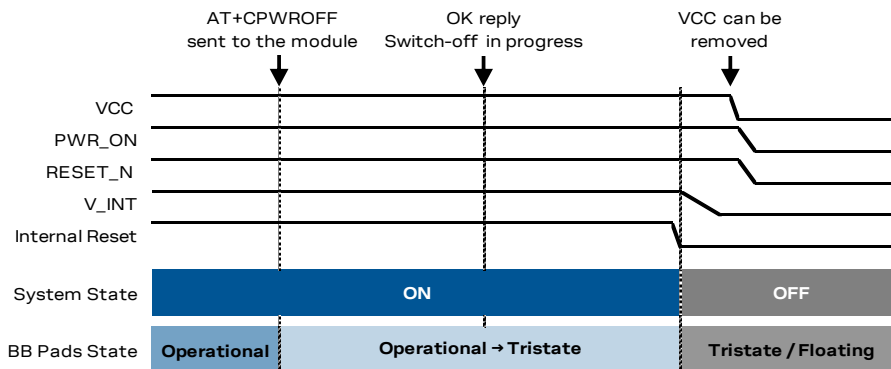 AT+CPWROFF
sent to the module
OK reply
Switch-off in progress
VCC can be
removed
VCC
PWR_ON
RESET_N
V_INT
Internal Reset
System State
ON
OFF
BB Pads State
Operational
Operational → Tristate
Tristate / Floating